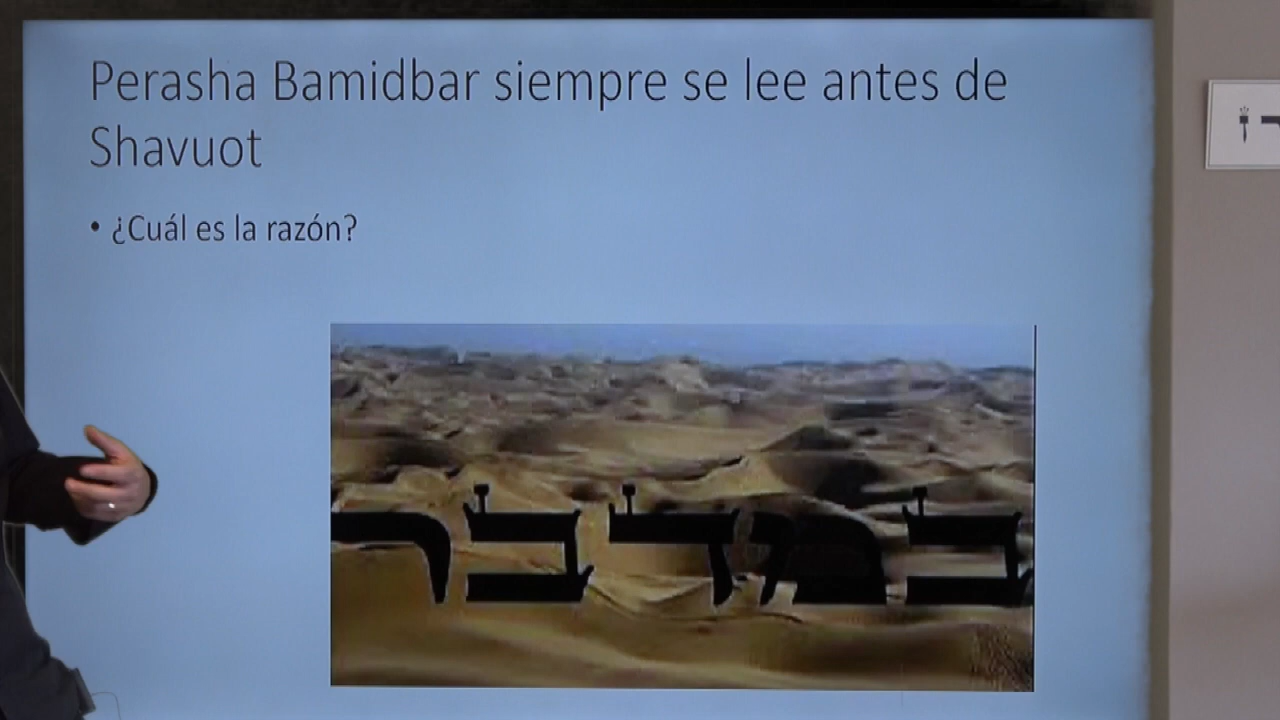 Perasha Bamidbar siempre se lee antes de
Shavuot
• ¿Cuál es la razón?
במדבר